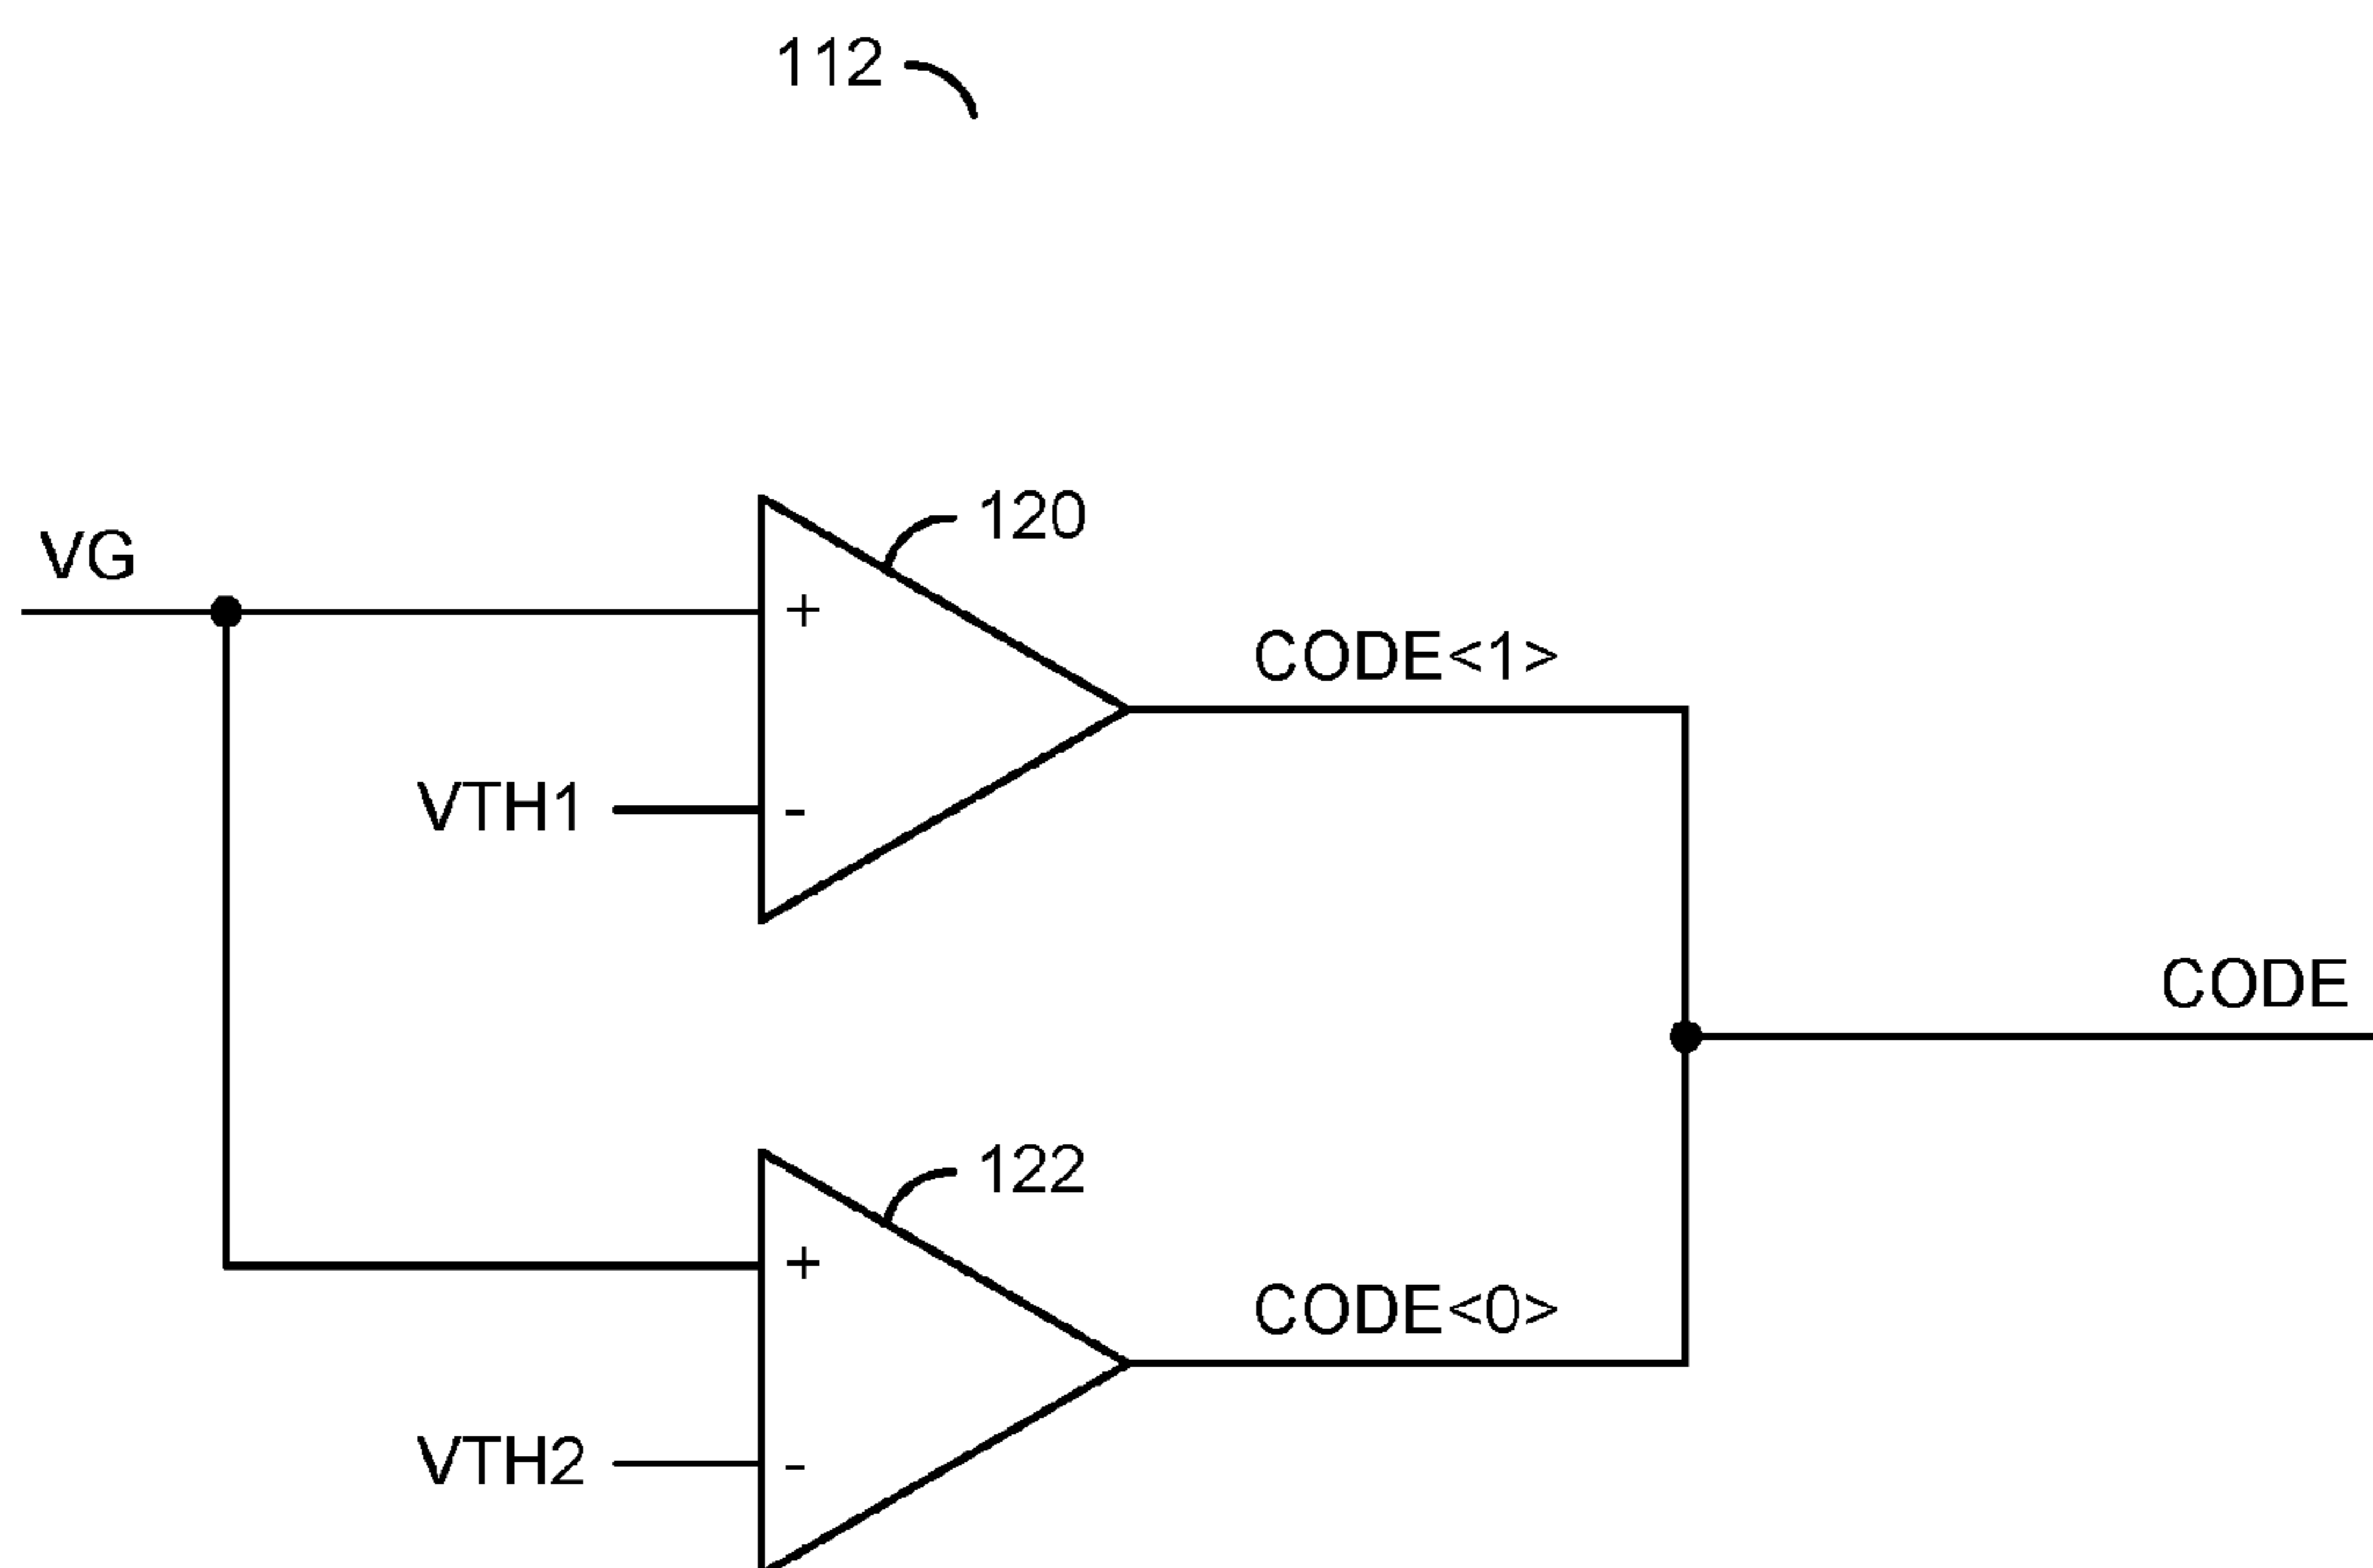 112
120
VG
+
CODE<1>
VTH1
-
CODE
122
+
CODE<0>
VTH2
-